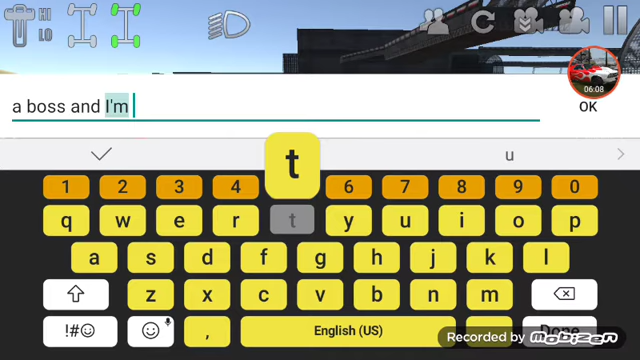 HI
LO
06:08
a boss and I'm
OK
t
u
1 2 3 4 6 7 8 9 0
q w e r t y u i o p
a s d f g h j k l
z x c v b n m
!#☺ , English (US) Done
Recorded by mobizen